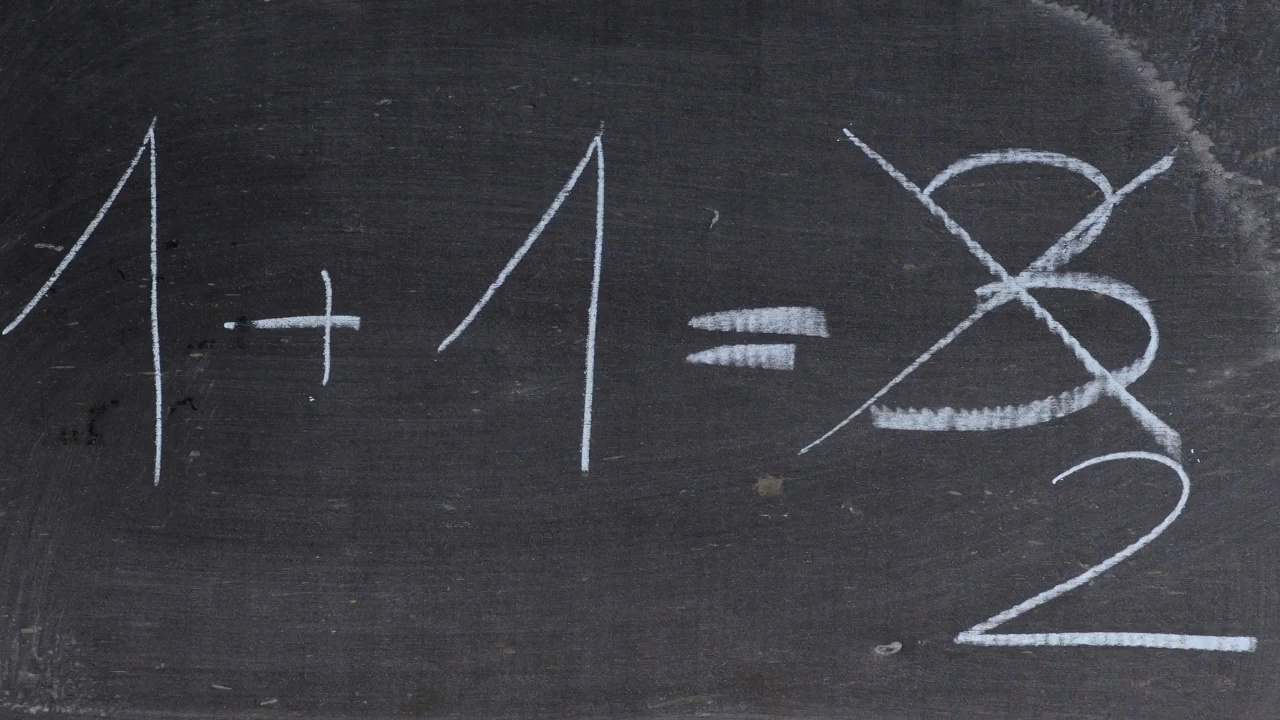 1 + 1 = 3
2